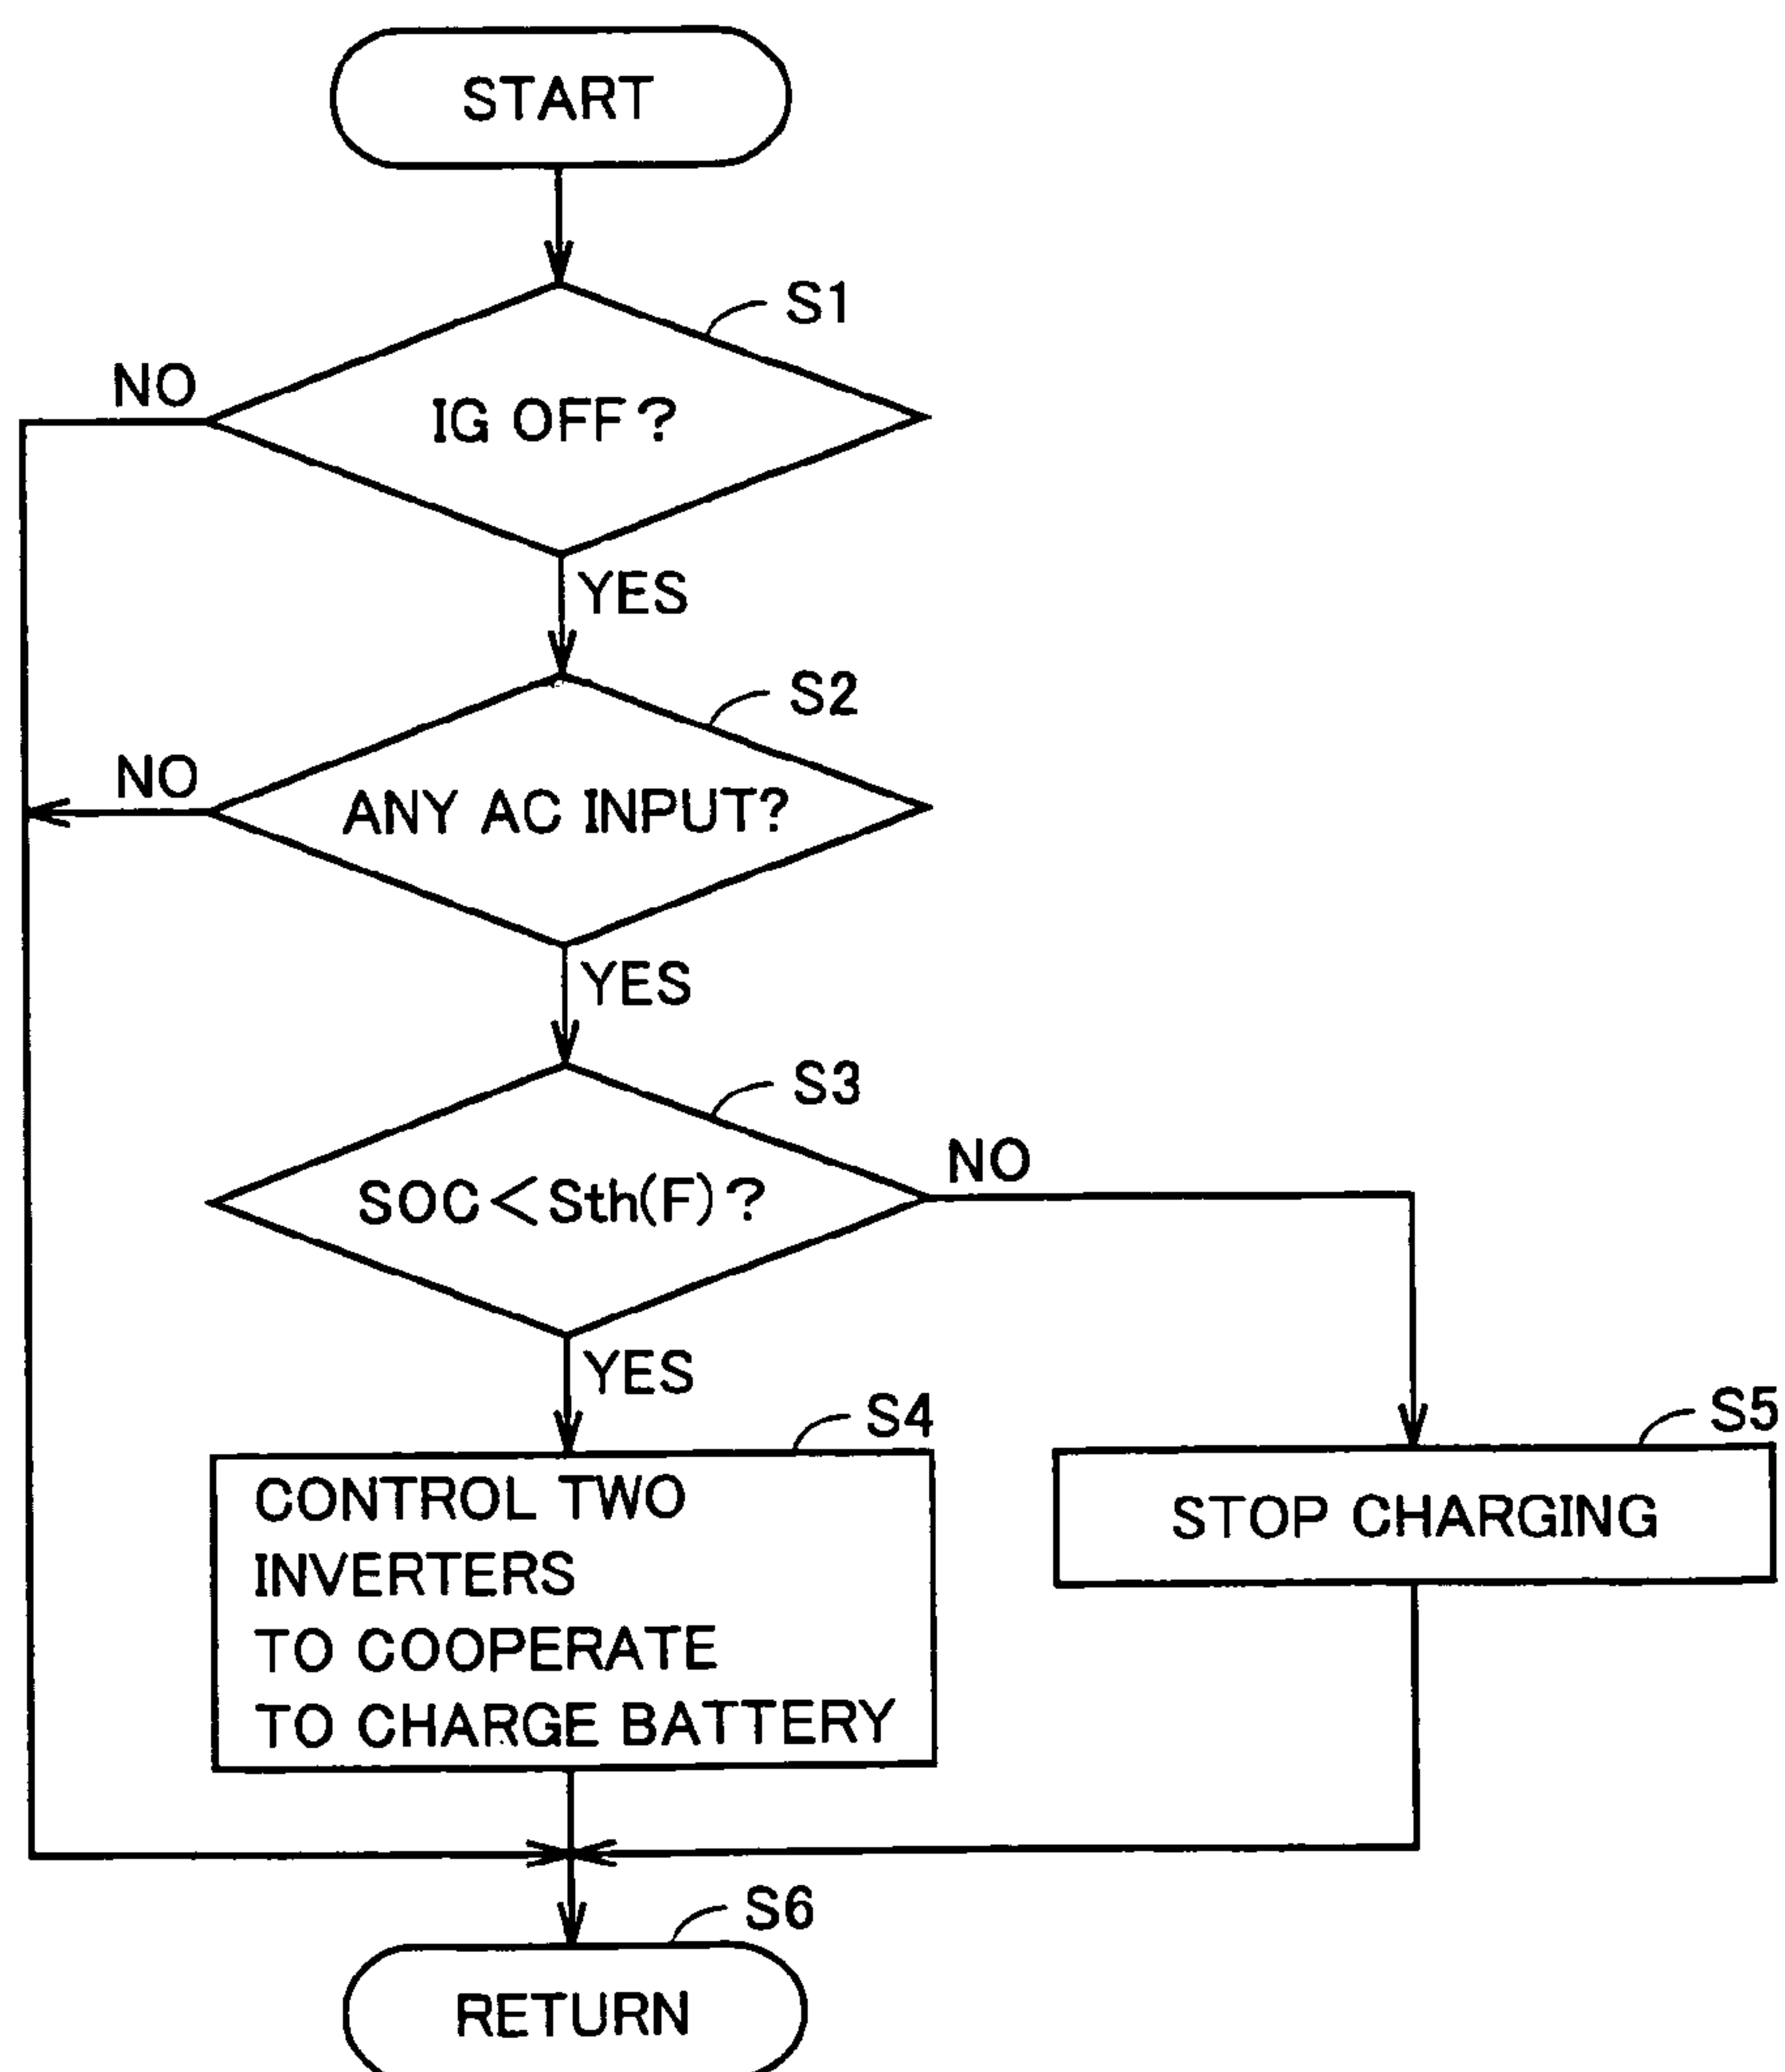 START
S1
NO
IG OFF?
YES
S2
NO
ANY AC INPUT?
YES
S3
NO
SOC<Sth(F)?
YES
S4
S5
CONTROL TWO
INVERTERS
TO COOPERATE
TO CHARGE BATTERY
STOP CHARGING
S6
RETURN